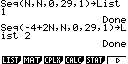 Seq(N,N,0,29,1)→List
1
Done
Seq(-4+2N,N,0,29,1)→L
ist 2
Done
LIST MAT CPLX CALC STAT ▷